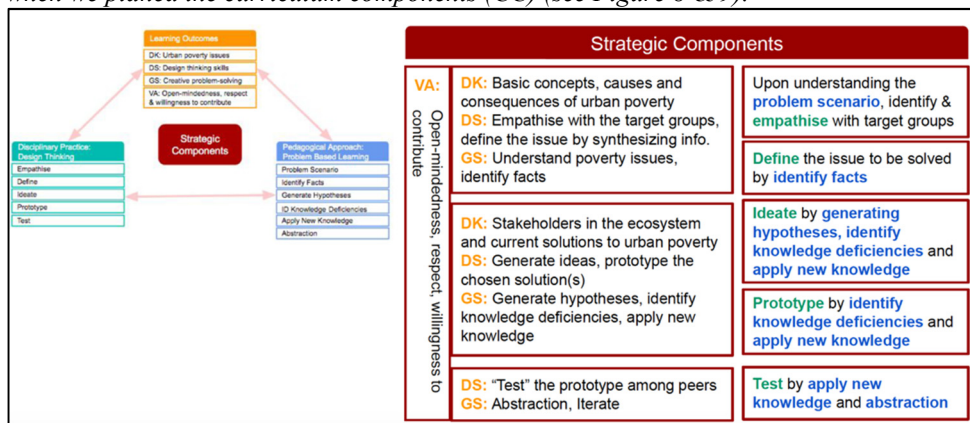 when we planed the curriculum components (CC) (see Figure 8 &9):
Learning Outcomes
DK: Urban poverty issues
DS: Design thinking skills
GS: Creative problem-solving
VA: Open-mindedness, respect
& willingness to contribute
Strategic
Components
Disciplinary Practice:
Design Thinking
Empathise
Define
Ideate
Prototype
Test
Pedagogical Approach:
Problem Based Learning
Problem Scenario
Identify Facts
Generate Hypotheses
ID Knowledge Deficiencies
Apply New Knowledge
Abstraction
Strategic Components
VA:
Open-mindedness, respect, willingness to
contribute
DK: Basic concepts, causes and
consequences of urban poverty
DS: Empathise with the target groups,
define the issue by synthesizing info.
GS: Understand poverty issues,
identify facts
Upon understanding the
problem scenario, identify &
empathise with target groups
Define the issue to be solved
by identify facts
DK: Stakeholders in the ecosystem
and current solutions to urban poverty
DS: Generate ideas, prototype the
chosen solution(s)
GS: Generate hypotheses, identify
knowledge deficiencies, apply new
knowledge
Ideate by generating
hypotheses, identify
knowledge deficiencies and
apply new knowledge
Prototype by identify
knowledge deficiencies and
apply new knowledge
DS: "Test" the prototype among peers
GS: Abstraction, Iterate
Test by apply new
knowledge and abstraction